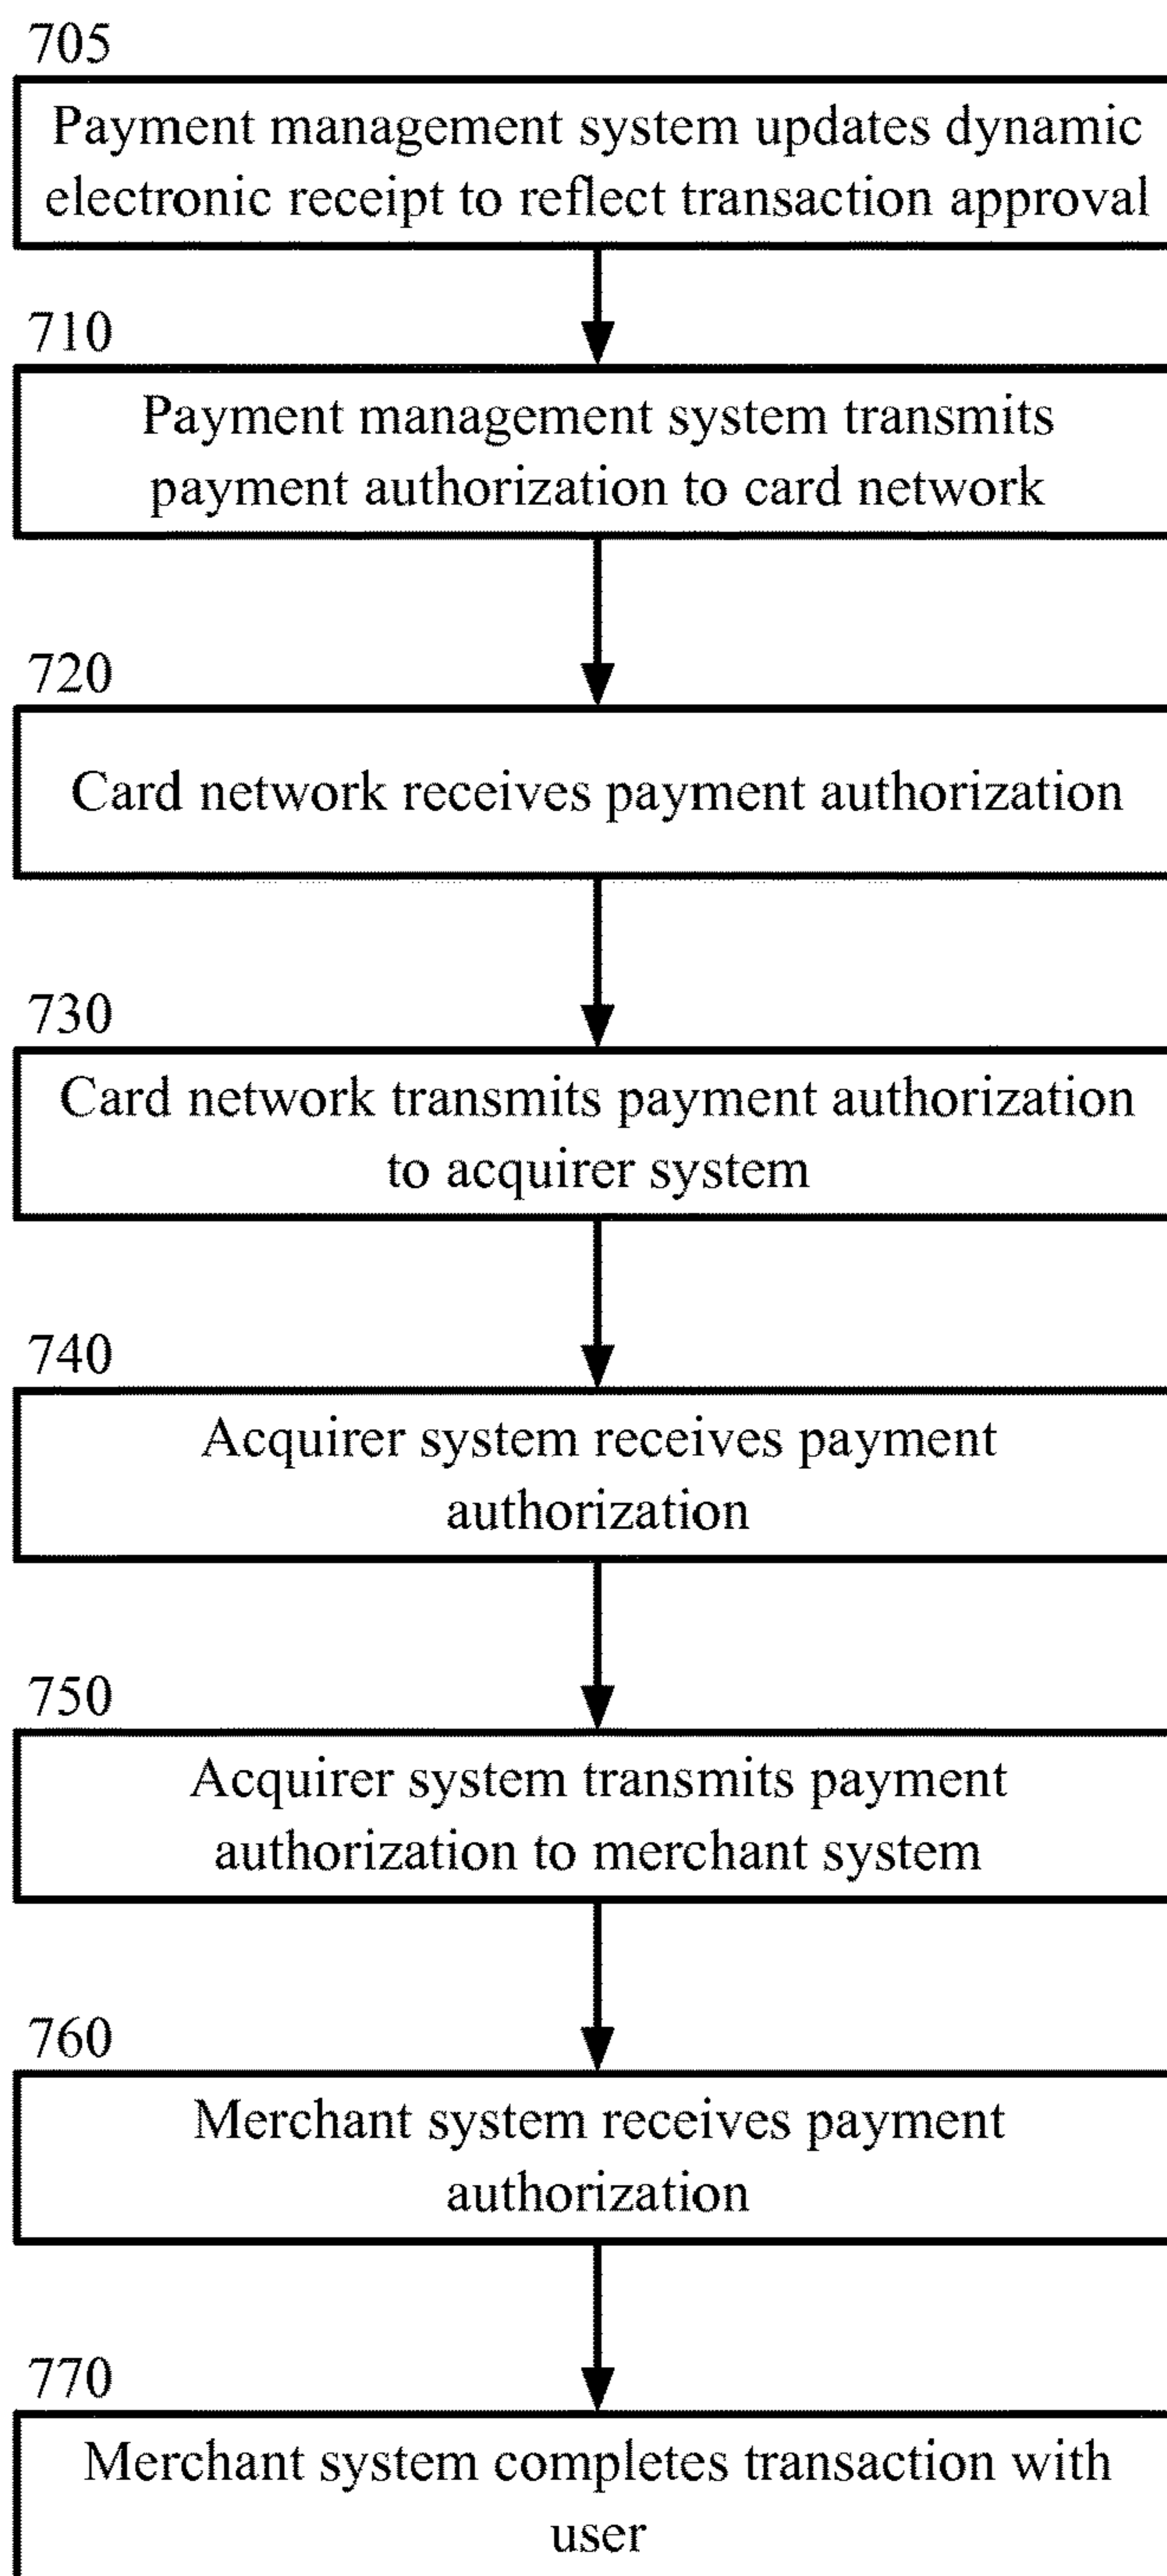 705
Payment management system updates dynamic
electronic receipt to reflect transaction approval
710
Payment management system transmits
payment authorization to card network
720
Card network receives payment authorization
730
Card network transmits payment authorization
to acquirer system
740
Acquirer system receives payment
authorization
750
Acquirer system transmits payment
authorization to merchant system
760
Merchant system receives payment
authorization
770
Merchant system completes transaction with
user